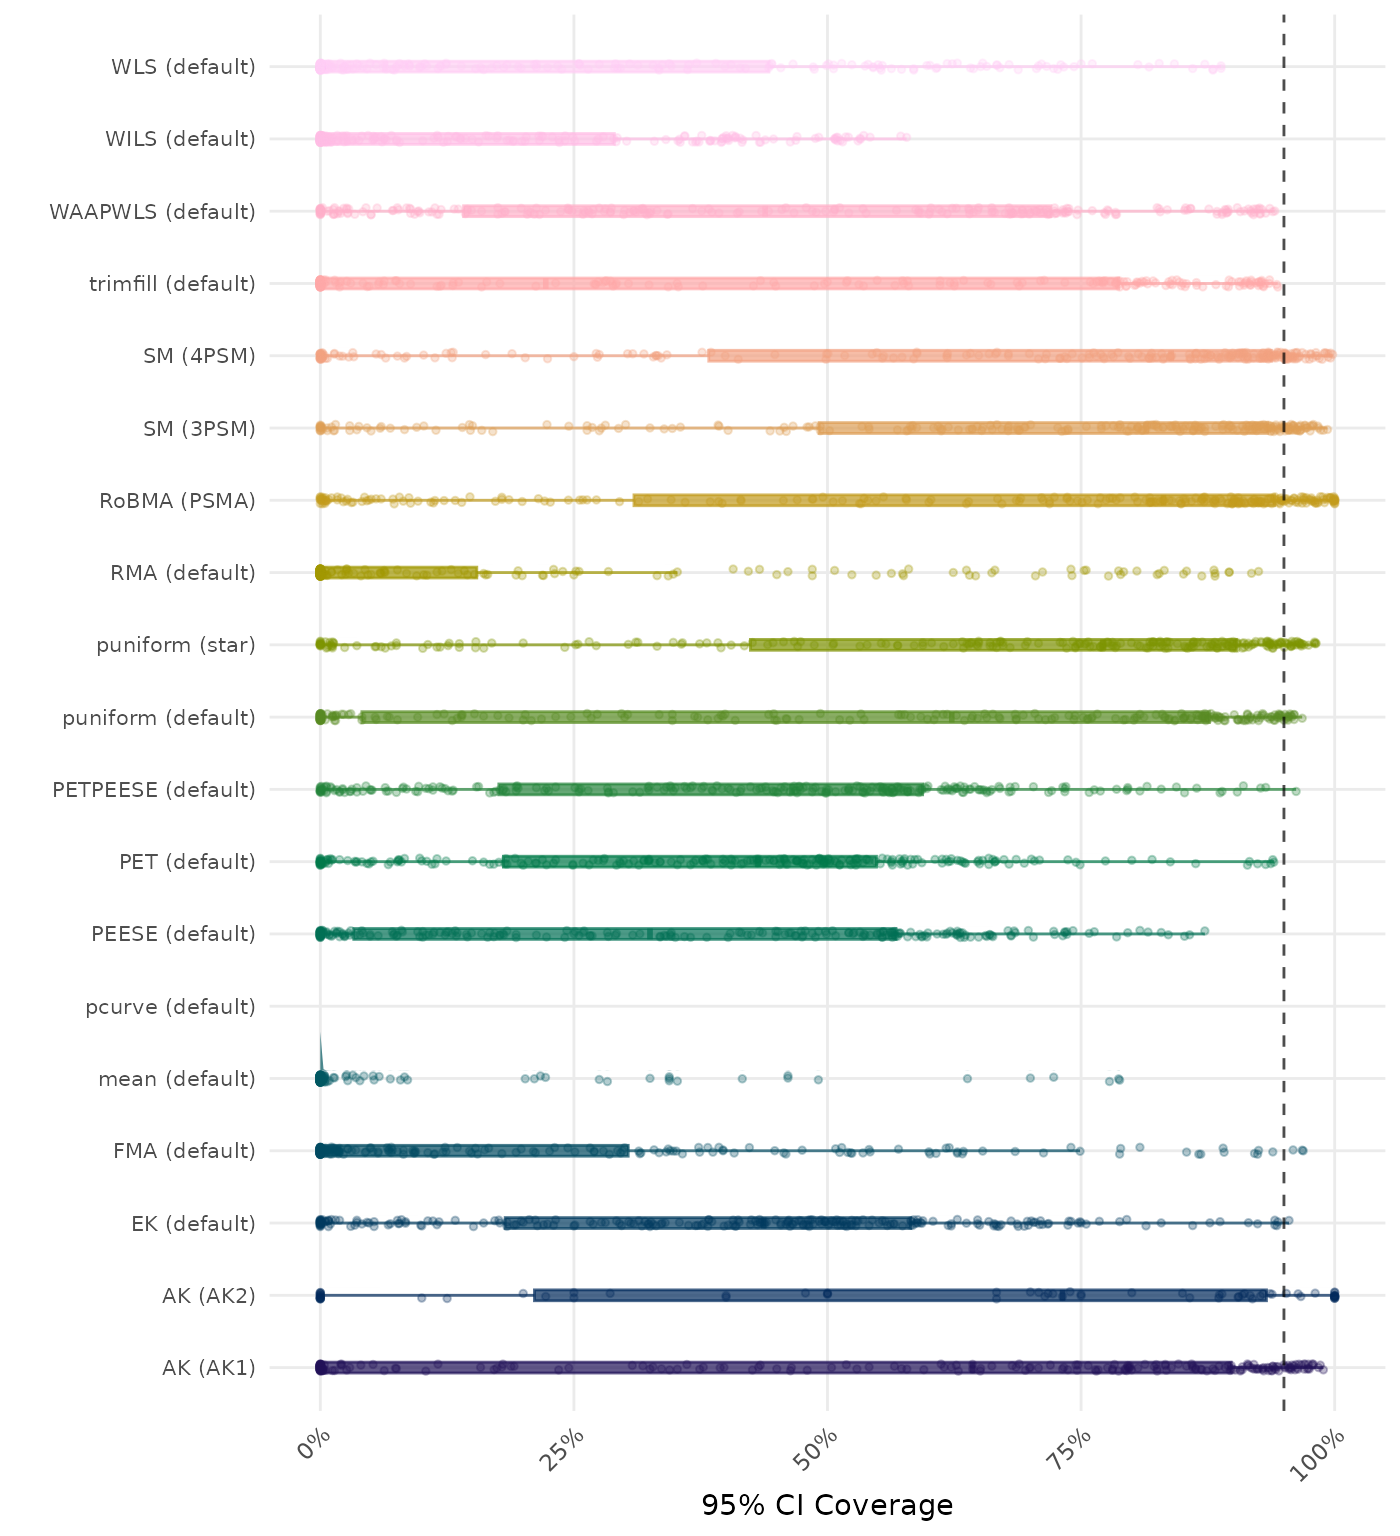 WLS (default)
WILS (default)
WAAPWLS (default)
trimfill (default)
SM (4PSM)
SM (3PSM)
RoBMA (PSMA)
RMA (default)
puniform (star)
puniform (default)
PETPEESE (default)
PET (default)
PEESE (default)
pcurve (default)
mean (default)
FMA (default)
EK (default)
AK (AK2)
AK (AK1)
0% 25% 50% 75% 100%
95% CI Coverage